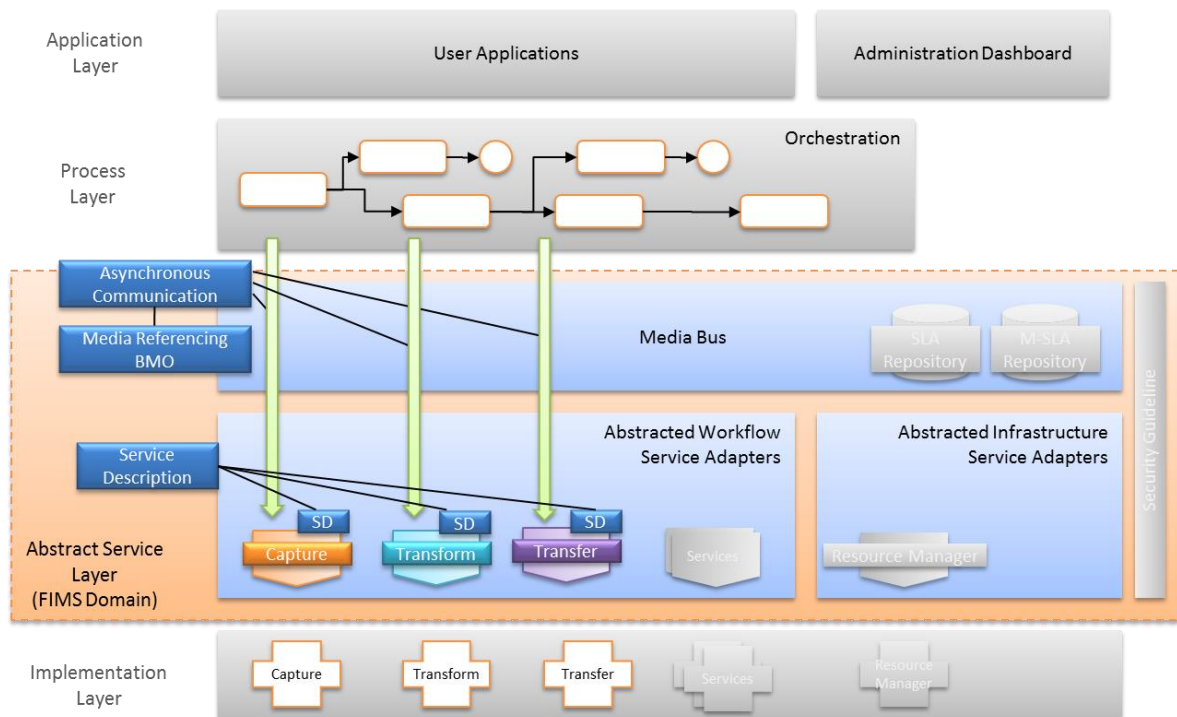 Application
Layer
User Applications
Administration Dashboard
Process
Layer
Orchestration
Asynchronous
Communication
Media Referencing
BMO
Media Bus
SLA
Repository
M-SLA
Repository
Security Guideline
Service
Description
Abstracted Workflow
Service Adapters
Abstracted Infrastructure
Service Adapters
SD
SD
SD
Capture
Transform
Transfer
Services
Resource Manager
Abstract Service
Layer
(FIMS Domain)
Implementation
Layer
Capture
Transform
Transfer
Services
Resource
Manager